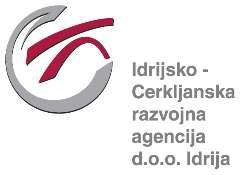 Idrijsko -
Cerkljanska
razvojna
agencija
d.o.o. Idrija